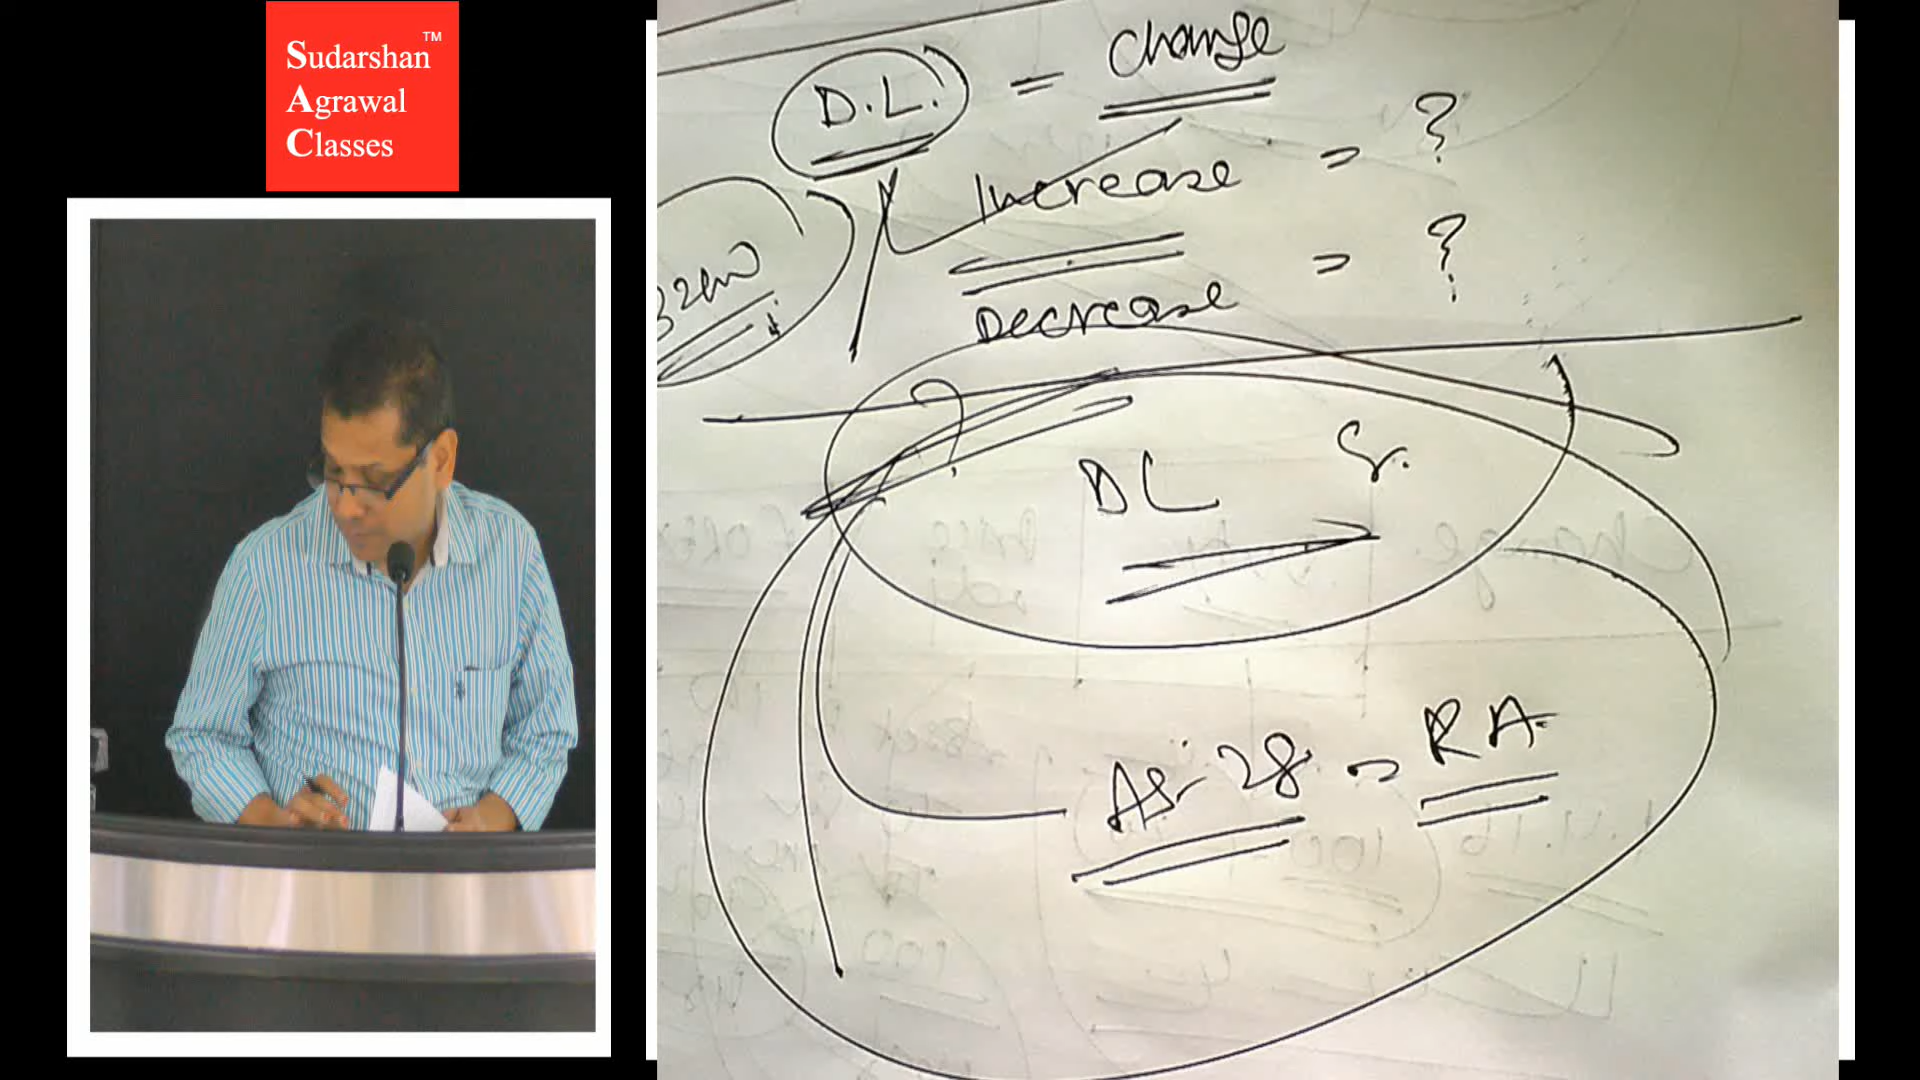 Sudarshan™
Agrawal
Classes
D.L. = change
Increase = ?
Decrease = ?
?
DL
AS-28 = RA.